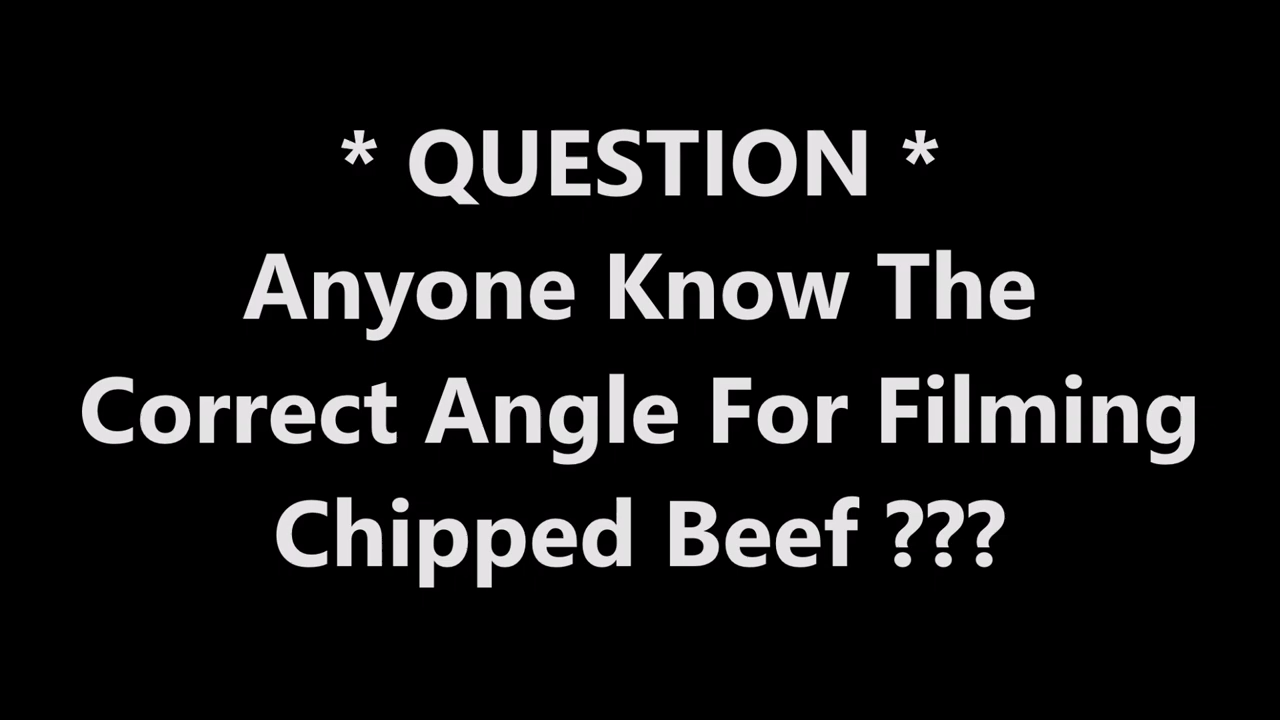 * QUESTION *
Anyone Know The
Correct Angle For Filming
Chipped Beef ???